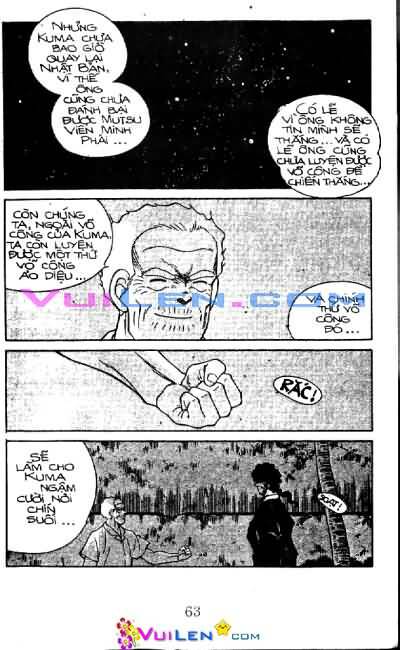 NHƯNG
KUMA CHƯA
BAO GIỜ
QUAY LẠI
NHẬT BẢN,
VÌ THẾ
ÔNG
CŨNG CHƯA
ĐÁNH BẠI
ĐƯỢC MUTSU
VIÊN MINH
PHÁI ...
CÓ LẼ
VÌ ÔNG KHÔNG
TIN MÌNH SẼ
THẮNG ... VÀ CÓ
LẼ ÔNG CŨNG
CHƯA LUYỆN ĐƯỢC
VÕ CÔNG ĐỂ
CHIẾN THẮNG...
CÒN CHÚNG
TA, NGOÀI VÕ
CÔNG CỦA KUMA.
TA CÒN LUYỆN
ĐƯỢC MỘT THỨ
VÕ CÔNG
ẢO DIỆU ...
VÀ CHÍNH
THỨ VÕ
CÔNG
ĐÓ ...
VUILEN.COM
RẮC!
SẼ
LÀM CHO
KUMA
NGẬM
CƯỜI NƠI
CHÍN
SUỐI ...
SOẠT!
63
VUILEN.COM